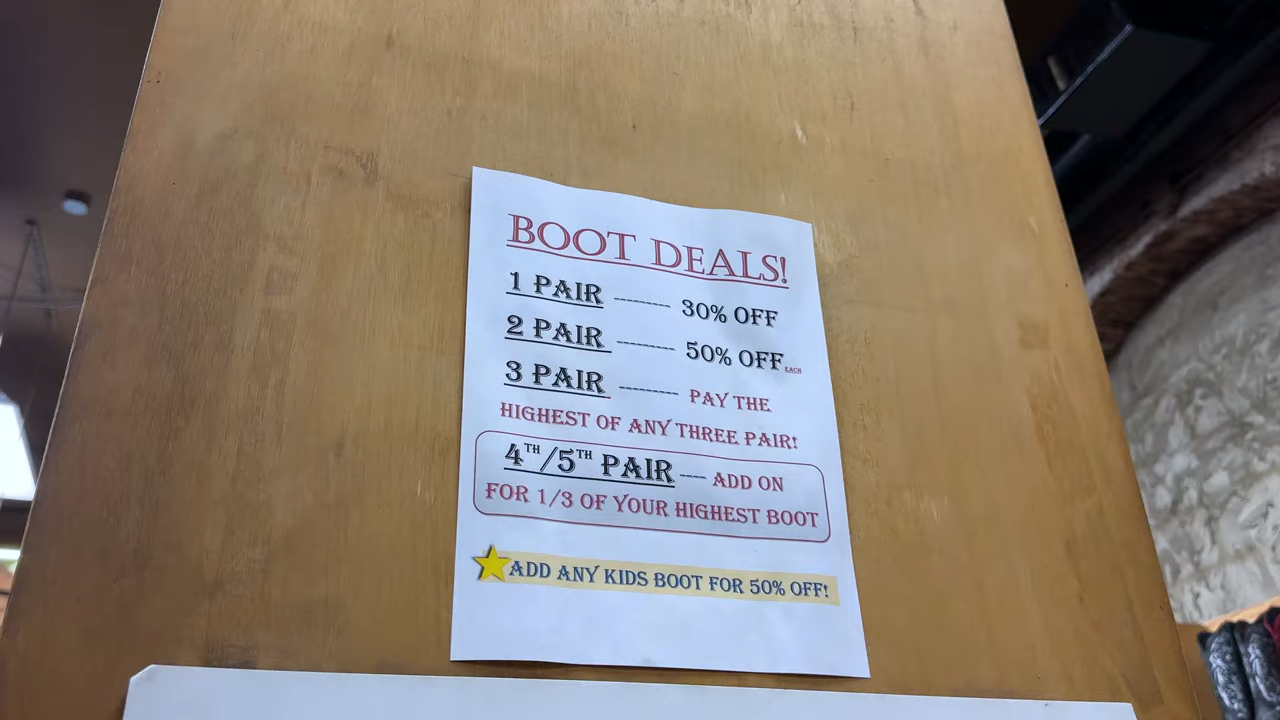 BOOT DEALS!
1 PAIR --------- 30% OFF
2 PAIR --------- 50% OFF EACH
3 PAIR ---------- PAY THE
HIGHEST OF ANY THREE PAIR!
4TH/5TH PAIR ---- ADD ON
FOR 1/3 OF YOUR HIGHEST BOOT
ADD ANY KIDS BOOT FOR 50% OFF!